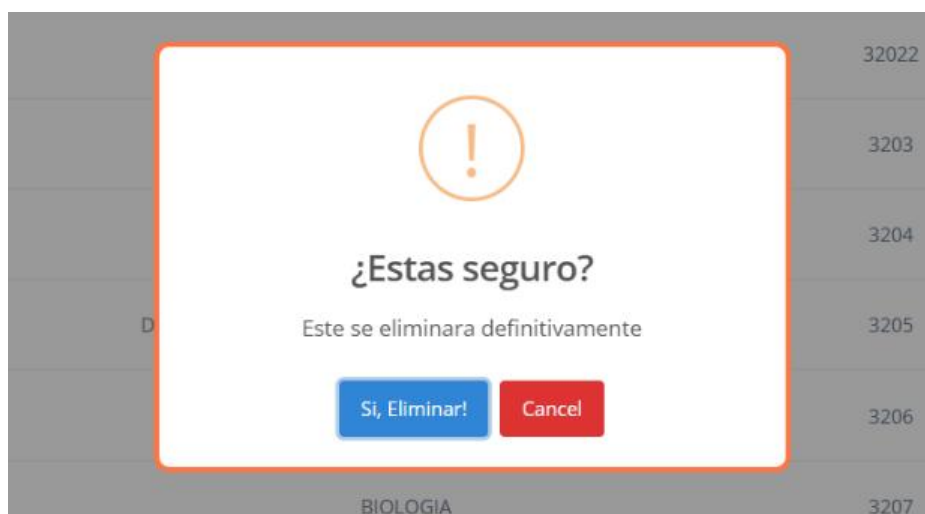 32022
3203
!
3204
¿Estas seguro?
D
3205
Este se eliminara definitivamente
Si, Eliminar!
Cancel
3206
BIOLOGIA
3207